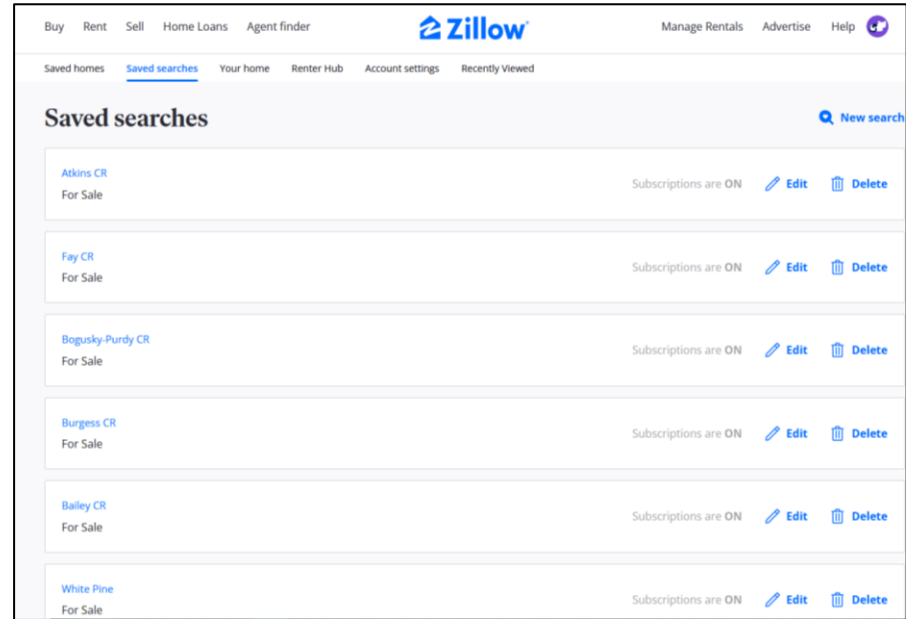 Buy Rent Sell Home Loans Agent finder Zillow Manage Rentals Advertise Help
Saved homes Saved searches Your home Renter Hub Account settings Recently Viewed
Saved searches New search
Atkins CR
For Sale
Subscriptions are ON Edit Delete
Fay CR
For Sale
Subscriptions are ON Edit Delete
Bogusky-Purdy CR
For Sale
Subscriptions are ON Edit Delete
Burgess CR
For Sale
Subscriptions are ON Edit Delete
Bailey CR
For Sale
Subscriptions are ON Edit Delete
White Pine
For Sale
Subscriptions are ON Edit Delete